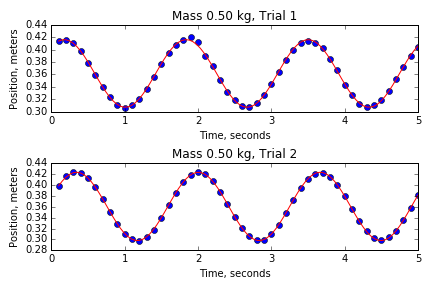 Mass 0.50 kg, Trial 1
Position, meters
0.44
0.42
0.40
0.38
0.36
0.34
0.32
0.30
0 1 2 3 4 5
Time, seconds
Mass 0.50 kg, Trial 2
Position, meters
0.44
0.42
0.40
0.38
0.36
0.34
0.32
0.30
0.28
0 1 2 3 4 5
Time, seconds